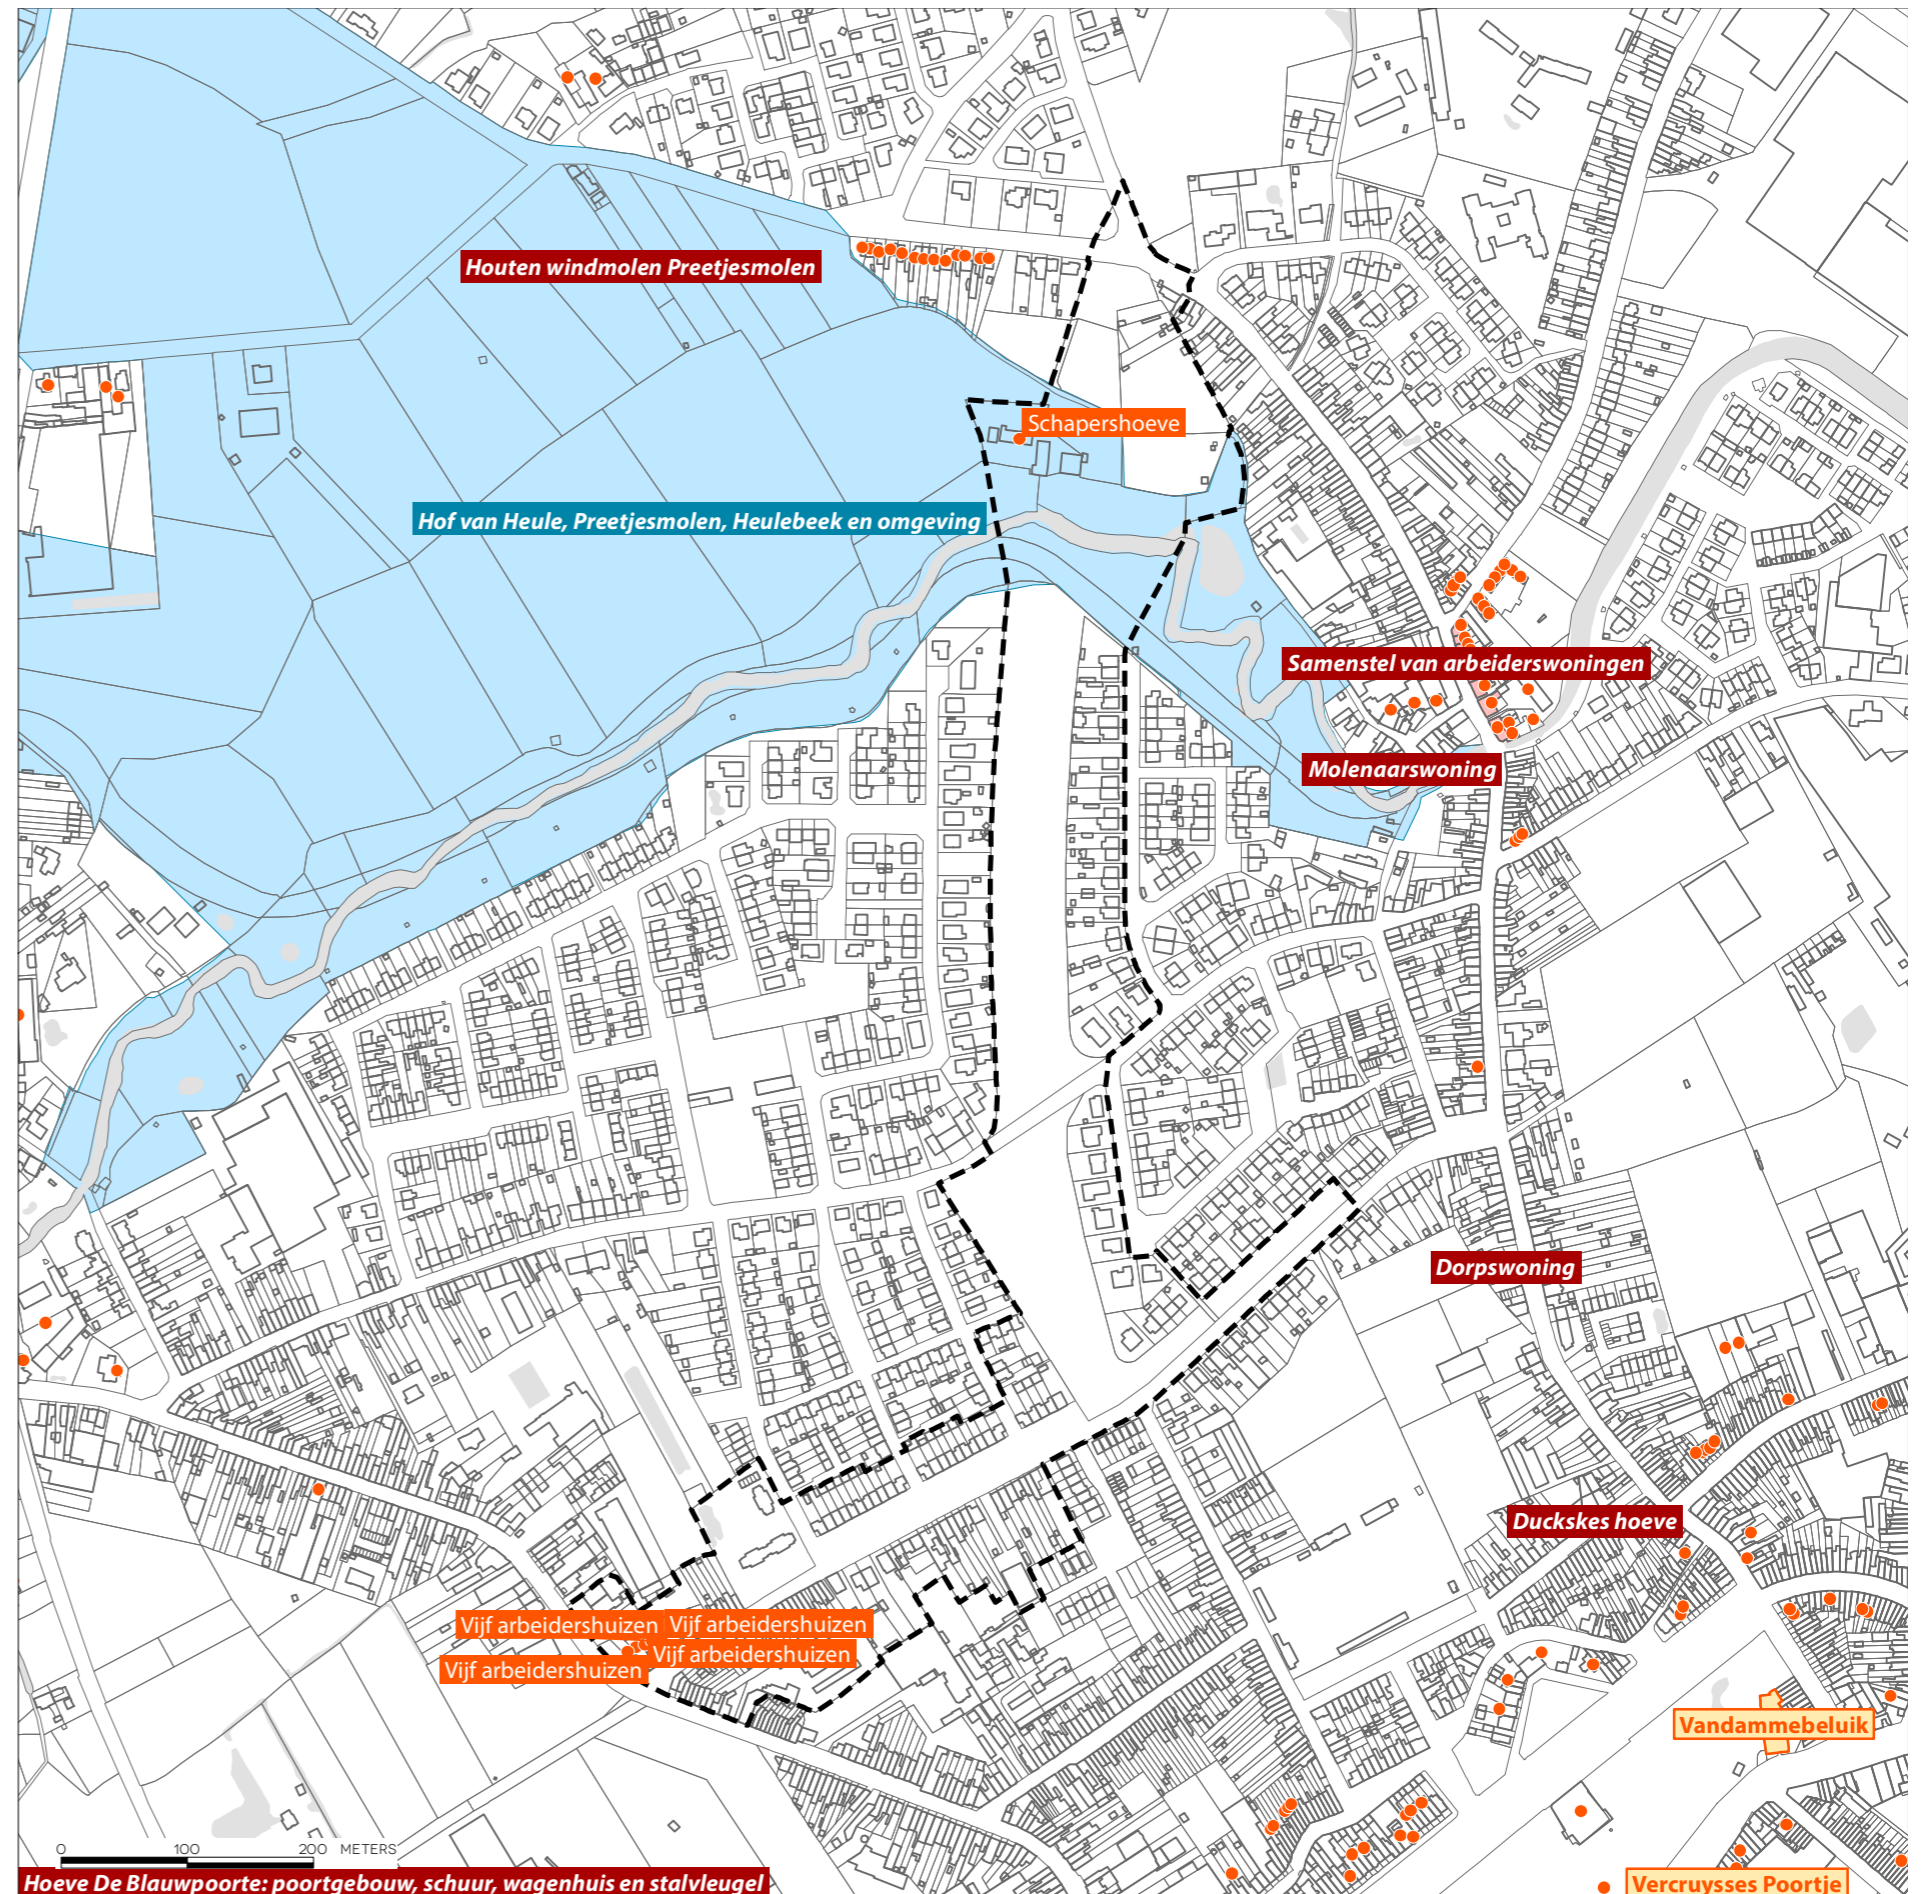 Houten windmolen Preetjesmolen
Schapershoeve
Hof van Heule, Preetjesmolen, Heulebeek en omgeving
Samenstel van arbeiderswoningen
Molenaarswoning
Dorpswoning
Duckskes hoeve
Vijf arbeidershuizen
Vijf arbeidershuizen
Vijf arbeidershuizen
Vijf arbeidershuizen
Vandammebeluik
0 100 200 METERS
Hoeve De Blauwpoorte: poortgebouw, schuur, wagenhuis en stalvleugel
Vercruysses Poortje